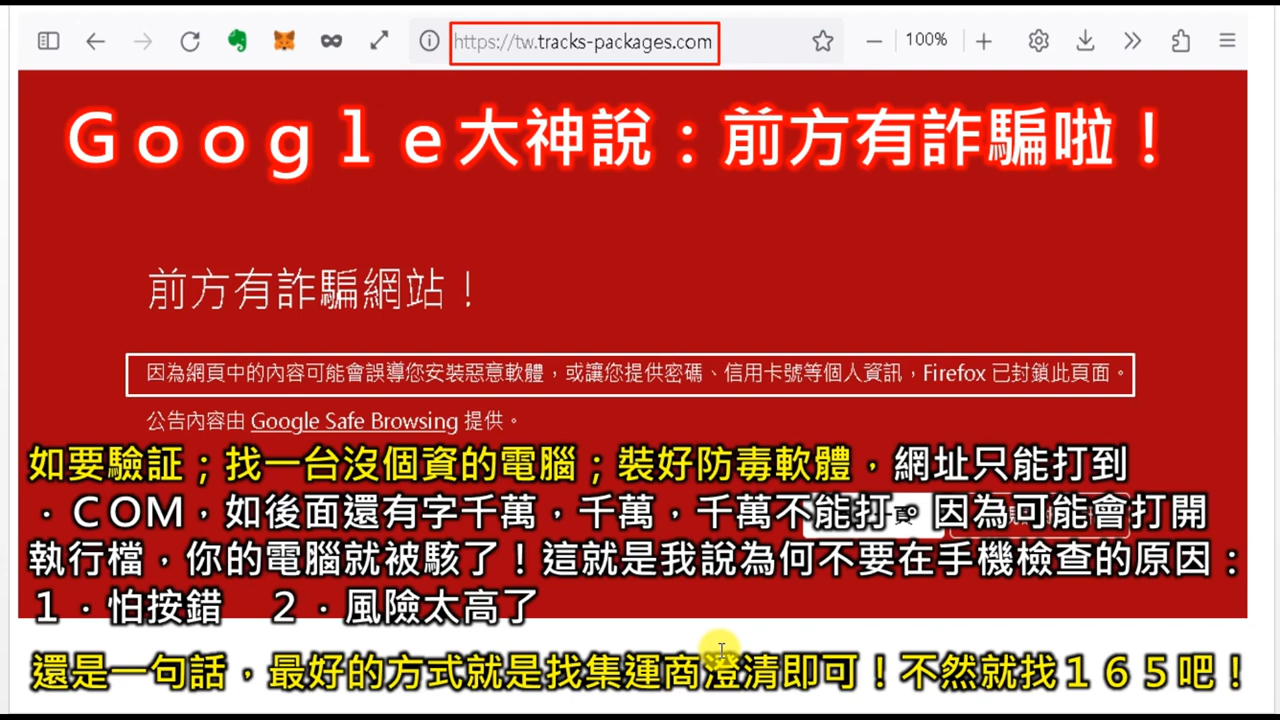 https://tw.tracks-packages.com
100%
Google大神說：前方有詐騙啦！
前方有詐騙網站！
因為網頁中的內容可能會誤導您安裝惡意軟體，或讓您提供密碼、信用卡號等個人資訊，Firefox 已封鎖此頁面。
公告內容由 Google Safe Browsing 提供。
如要驗証；找一台沒個資的電腦；裝好防毒軟體，網址只能打到
．ＣＯＭ，如後面還有字千萬，千萬，千萬不能打。因為可能會打開
執行檔，你的電腦就被駭了！這就是我說為何不要在手機檢查的原因：
１．怕按錯　２．風險太高了
還是一句話，最好的方式就是找集運商澄清即可！不然就找１６５吧！